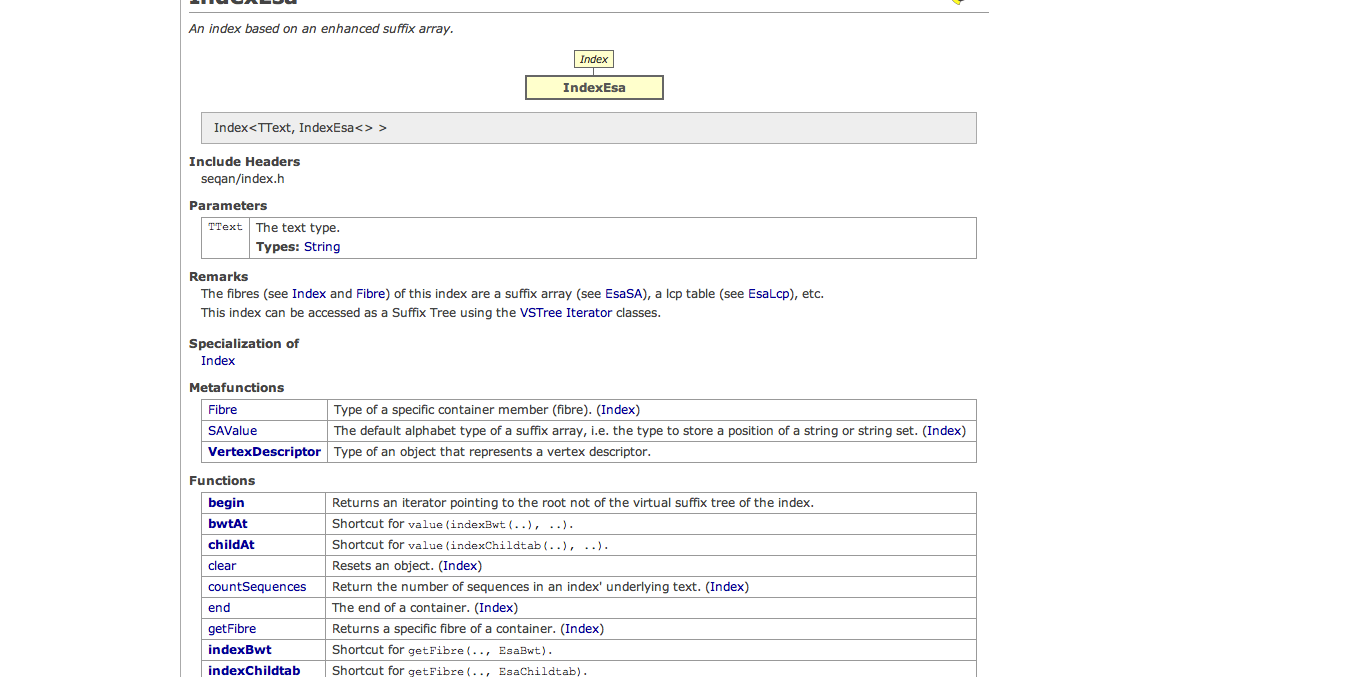 IndexEsa
An index based on an enhanced suffix array.
Index
IndexEsa
Index<TText, IndexEsa<> >
Include Headers
seqan/index.h
Parameters
TText The text type.
Types: String
Remarks
The fibres (see Index and Fibre) of this index are a suffix array (see EsaSA), a lcp table (see EsaLcp), etc.
This index can be accessed as a Suffix Tree using the VSTree Iterator classes.
Specialization of
Index
Metafunctions
Fibre Type of a specific container member (fibre). (Index)
SAValue The default alphabet type of a suffix array, i.e. the type to store a position of a string or string set. (Index)
VertexDescriptor Type of an object that represents a vertex descriptor.
Functions
begin Returns an iterator pointing to the root not of the virtual suffix tree of the index.
bwtAt Shortcut for value(indexBwt(..), ..).
childAt Shortcut for value(indexChildtab(..), ..).
clear Resets an object. (Index)
countSequences Return the number of sequences in an index' underlying text. (Index)
end The end of a container. (Index)
getFibre Returns a specific fibre of a container. (Index)
indexBwt Shortcut for getFibre(.., EsaBwt).
indexChildtab Shortcut for getFibre(.., EsaChildtab).